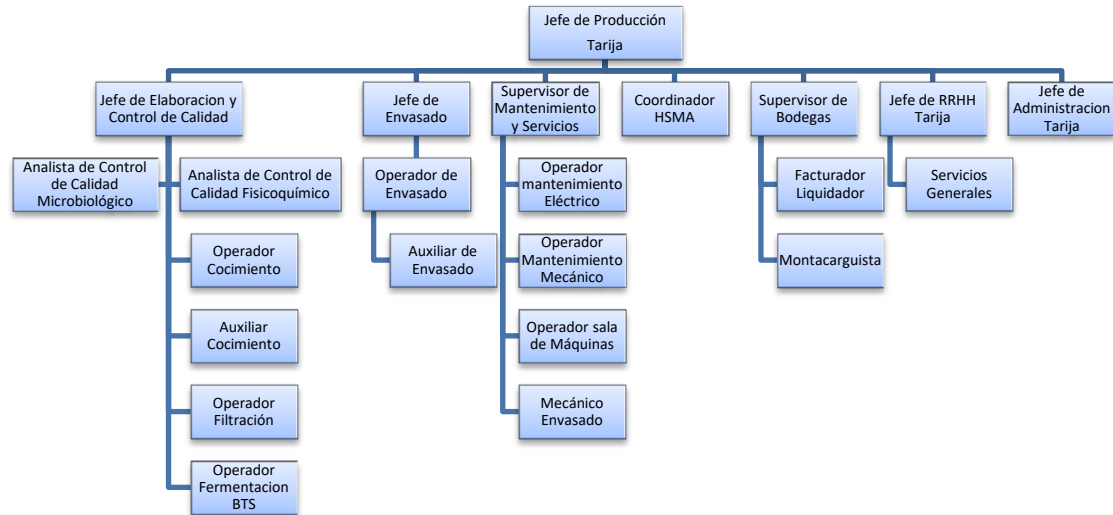 Jefe de Producción
Tarija
Jefe de Elaboracion y
Control de Calidad
Jefe de
Envasado
Supervisor de
Mantenimiento
y Servicios
Coordinador
HSMA
Supervisor de
Bodegas
Jefe de RRHH
Tarija
Jefe de
Administracion
Tarija
Analista de Control
de Calidad
Microbiológico
Analista de Control de
Calidad Fisicoquímico
Operador
Cocimiento
Auxiliar
Cocimiento
Operador
Filtración
Operador
Fermentacion
BTS
Operador de
Envasado
Auxiliar de
Envasado
Operador
mantenimiento
Eléctrico
Operador
Mantenimiento
Mecánico
Operador sala
de Máquinas
Mecánico
Envasado
Facturador
Liquidador
Montacarguista
Servicios
Generales